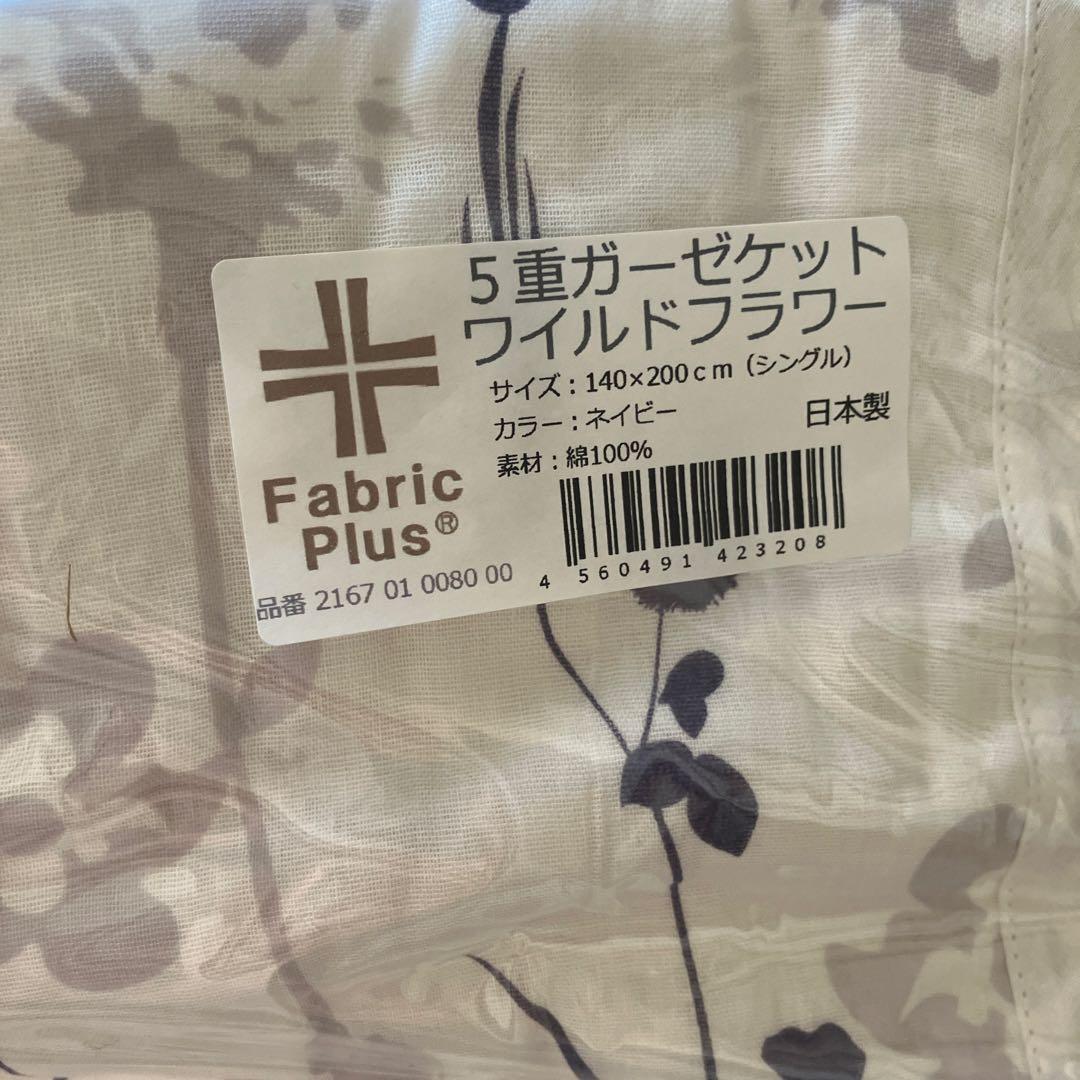 5重ガーゼケット
ワイルドフラワー
サイズ：140×200cm（シングル）
カラー：ネイビー
日本製
素材：綿100%
Fabric
Plus®
4 560491 423208
品番 2167 01 0080 00